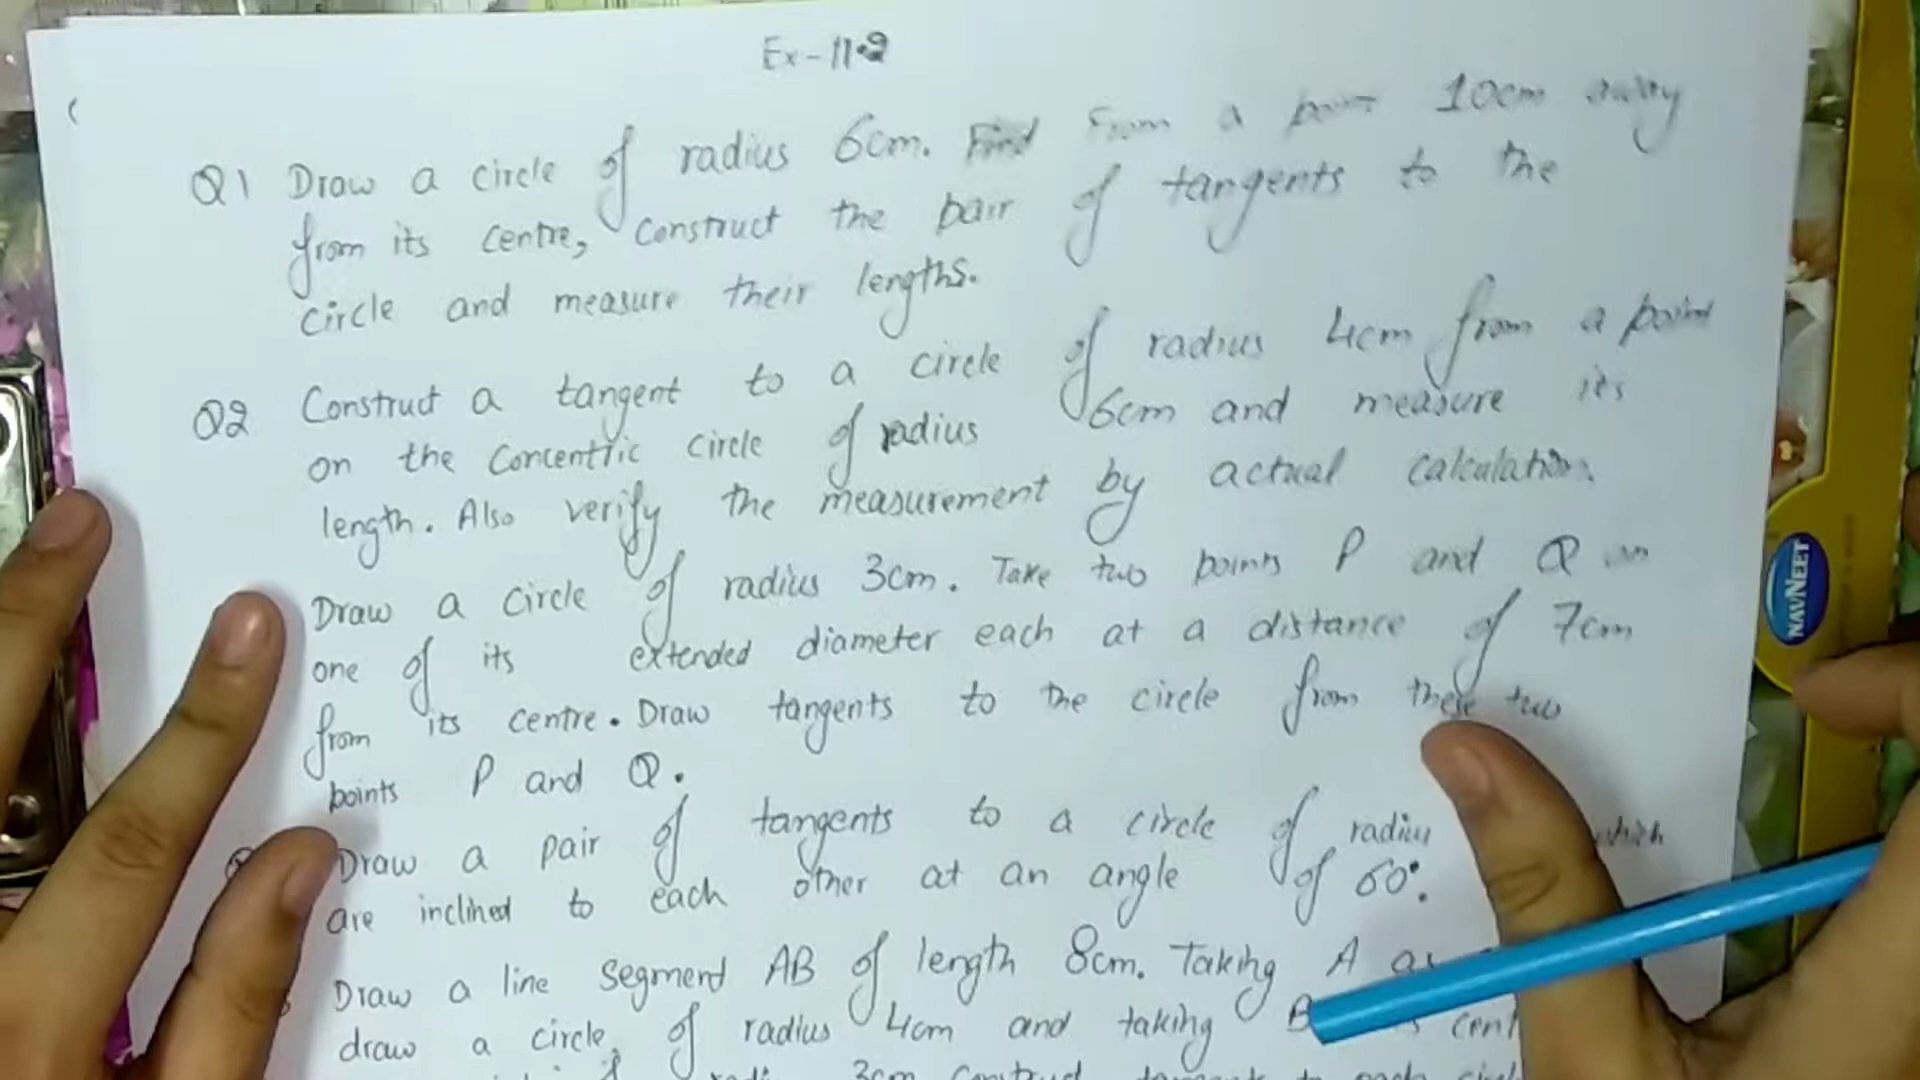 Ex-11.2
Q1 Draw a circle of radius 6cm. Find From a point 10cm away
from its centre, construct the pair of tangents to the
circle and measure their lengths.
Q2 Construct a tangent to a circle of radius 4cm from a point
on the concentric circle of radius 6cm and measure its
length. Also verify the measurement by actual calculation.
Draw a circle of radius 3cm. Take two points P and Q on
one of its extended diameter each at a distance of 7cm
from its centre. Draw tangents to the circle from these two
points P and Q.
Draw a pair of tangents to a circle of radius which
are inclined to each other at an angle of 60°.
Draw a line segment AB of length 8cm. Taking A as
draw a circle of radius 4cm and taking B
3cm construct tangents to each
NAVNEET